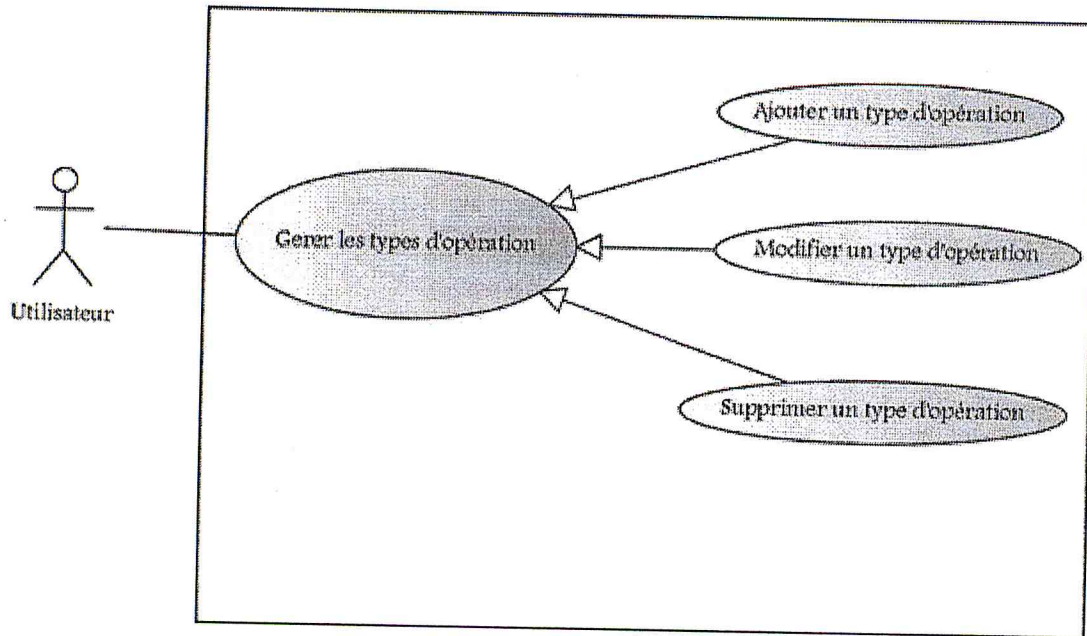 Ajouter un type d'opération
Gerer les types d'opération
Modifier un type d'opération
Utilisateur
Supprimer un type d'opération